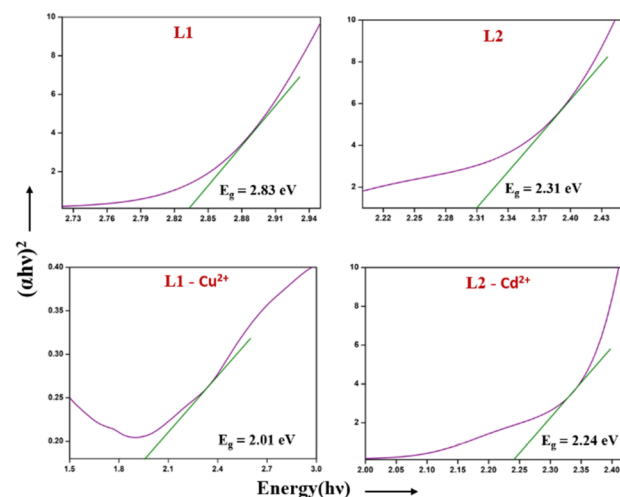 L1
10
8
6
4
2
E_g = 2.83 eV
2.73 2.76 2.79 2.82 2.85 2.88 2.91 2.94
L2
10
8
6
4
2
E_g = 2.31 eV
2.22 2.25 2.28 2.31 2.34 2.37 2.40 2.43
(αhν)²
L1 - Cu²⁺
0.40
0.35
0.30
0.25
0.20
E_g = 2.01 eV
1.5 1.8 2.1 2.4 2.7 3.0
L2 - Cd²⁺
10
8
6
4
2
0
E_g = 2.24 eV
2.00 2.05 2.10 2.15 2.20 2.25 2.30 2.35 2.40
Energy(hν)